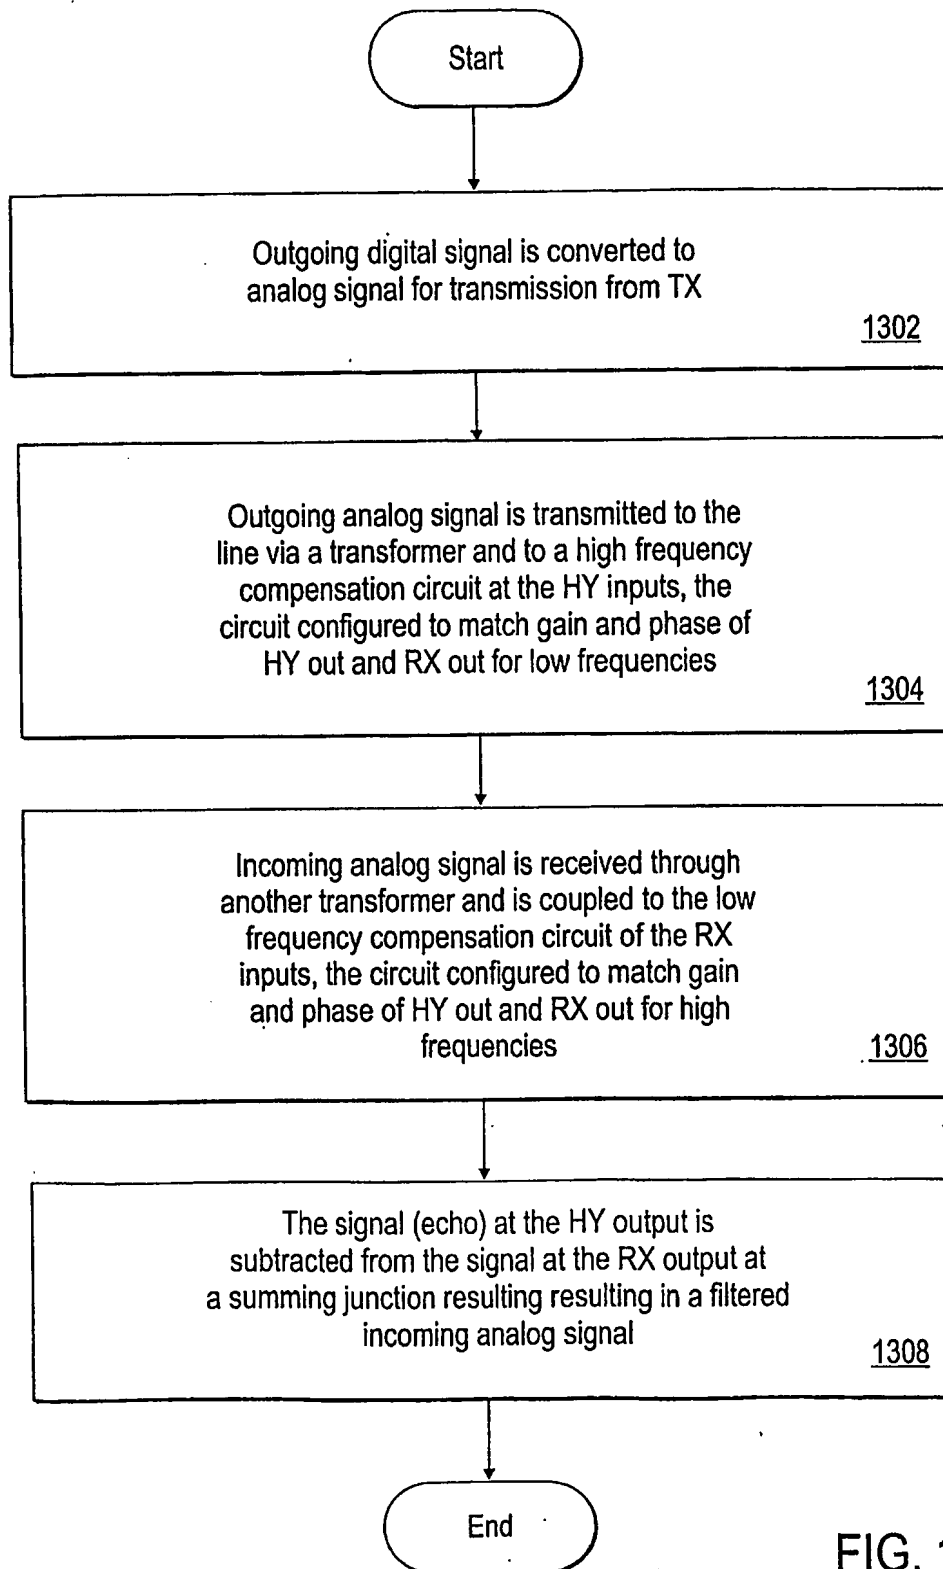 Start
Outgoing digital signal is converted to
analog signal for transmission from TX
1302
Outgoing analog signal is transmitted to the
line via a transformer and to a high frequency
compensation circuit at the HY inputs, the
circuit configured to match gain and phase of
HY out and RX out for low frequencies
1304
Incoming analog signal is received through
another transformer and is coupled to the low
frequency compensation circuit of the RX
inputs, the circuit configured to match gain
and phase of HY out and RX out for high
frequencies
1306
The signal (echo) at the HY output is
subtracted from the signal at the RX output at
a summing junction resulting resulting in a filtered
incoming analog signal
1308
End
FIG.